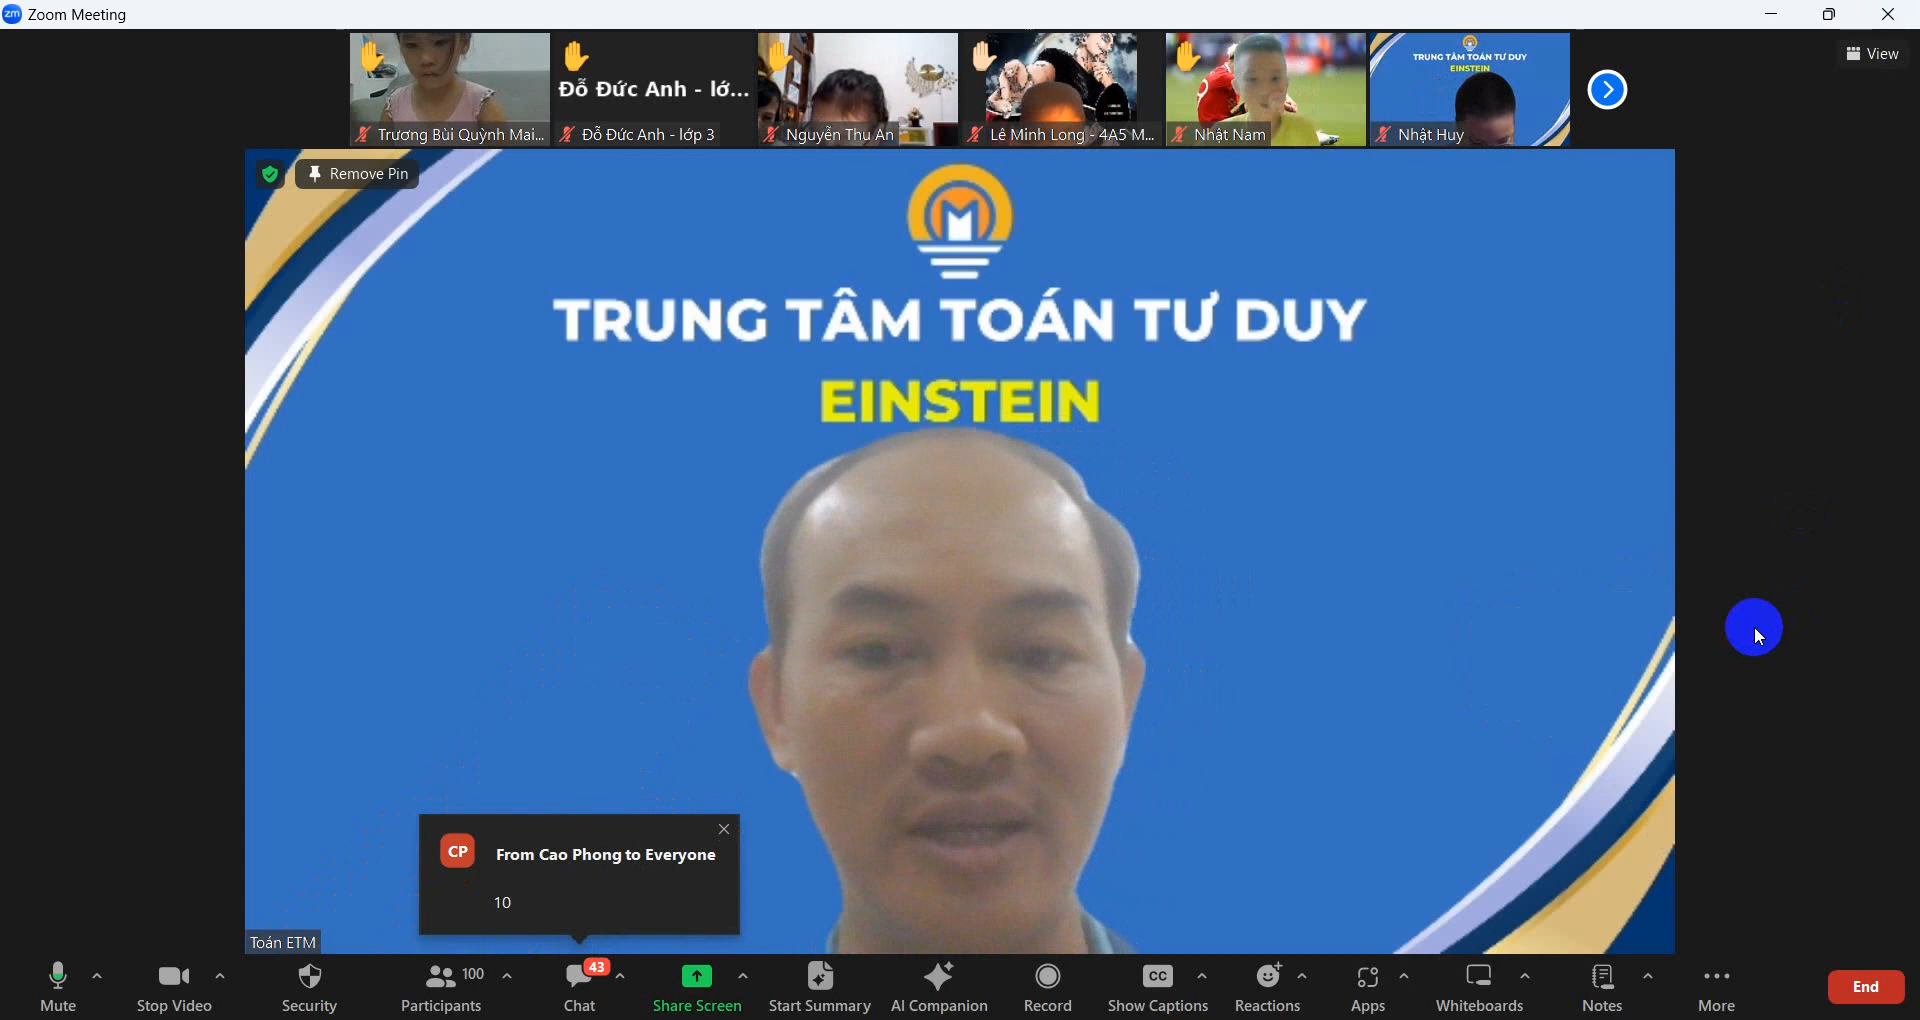 Zoom Meeting
View
Đỗ Đức Anh - lớ...
TRUNG TÂM TOÁN TƯ DUY
EINSTEIN
Trương Bùi Quỳnh Mai...
Đỗ Đức Anh - lớp 3
Nguyễn Thu An
Lê Minh Long - 4A5 M...
Nhật Nam
Nhật Huy
Remove Pin
TRUNG TÂM TOÁN TƯ DUY
EINSTEIN
CP
From Cao Phong to Everyone
10
Toán ETM
Mute
Stop Video
Security
100
Participants
43
Chat
Share Screen
Start Summary
AI Companion
Record
CC
Show Captions
Reactions
Apps
Whiteboards
Notes
More
End